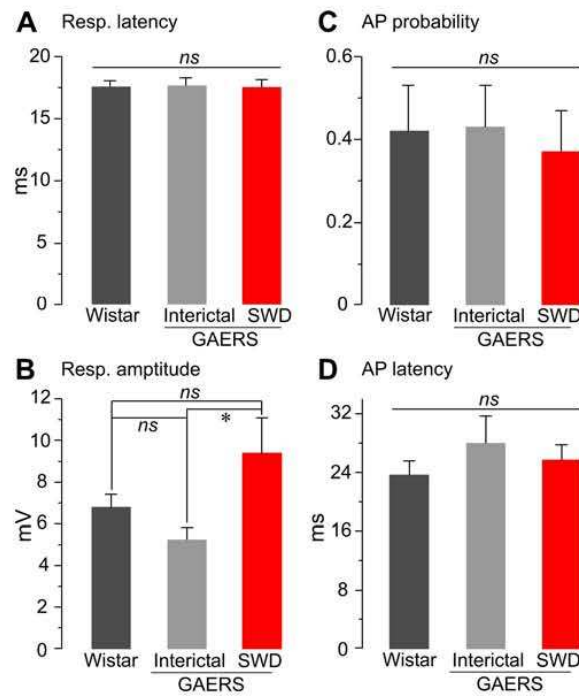 A Resp. latency
ns
20
15
10
5
0
ms
Wistar Interictal SWD
GAERS
C AP probability
ns
0.6
0.4
0.2
0
Wistar Interictal SWD
GAERS
B Resp. amptitude
ns
ns *
12
10
8
6
4
2
0
mV
Wistar Interictal SWD
GAERS
D AP latency
ns
32
24
16
8
0
ms
Wistar Interictal SWD
GAERS